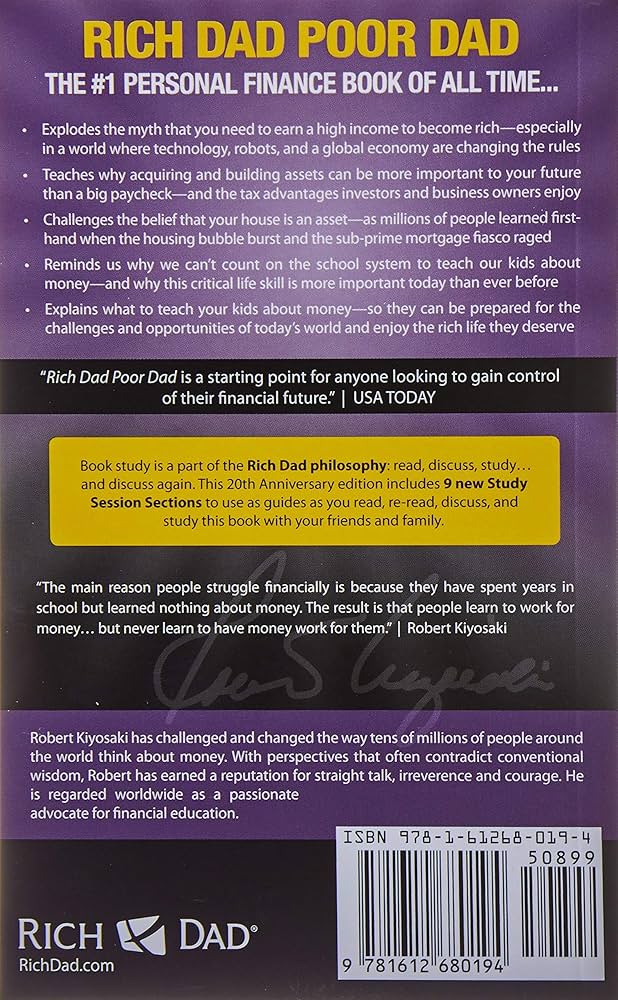 RICH DAD POOR DAD
THE #1 PERSONAL FINANCE BOOK OF ALL TIME...
• Explodes the myth that you need to earn a high income to become rich—especially
in a world where technology, robots, and a global economy are changing the rules
• Teaches why acquiring and building assets can be more important to your future
than a big paycheck—and the tax advantages investors and business owners enjoy
• Challenges the belief that your house is an asset—as millions of people learned first-
hand when the housing bubble burst and the sub-prime mortgage fiasco raged
• Reminds us why we can't count on the school system to teach our kids about
money—and why this critical life skill is more important today than ever before
• Explains what to teach your kids about money—so they can be prepared for the
challenges and opportunities of today's world and enjoy the rich life they deserve
"Rich Dad Poor Dad is a starting point for anyone looking to gain control
of their financial future." | USA TODAY
Book study is a part of the Rich Dad philosophy: read, discuss, study...
and discuss again. This 20th Anniversary edition includes 9 new Study
Session Sections to use as guides as you read, re-read, discuss, and
study this book with your friends and family.
"The main reason people struggle financially is because they have spent years in
school but learned nothing about money. The result is that people learn to work for
money... but never learn to have money work for them." | Robert Kiyosaki
Robert Kiyosaki has challenged and changed the way tens of millions of people around
the world think about money. With perspectives that often contradict conventional
wisdom, Robert has earned a reputation for straight talk, irreverence and courage. He
is regarded worldwide as a passionate
advocate for financial education.
ISBN 978-1-61268-019-4
50899
9 781612 680194
RICH DAD®
RichDad.com